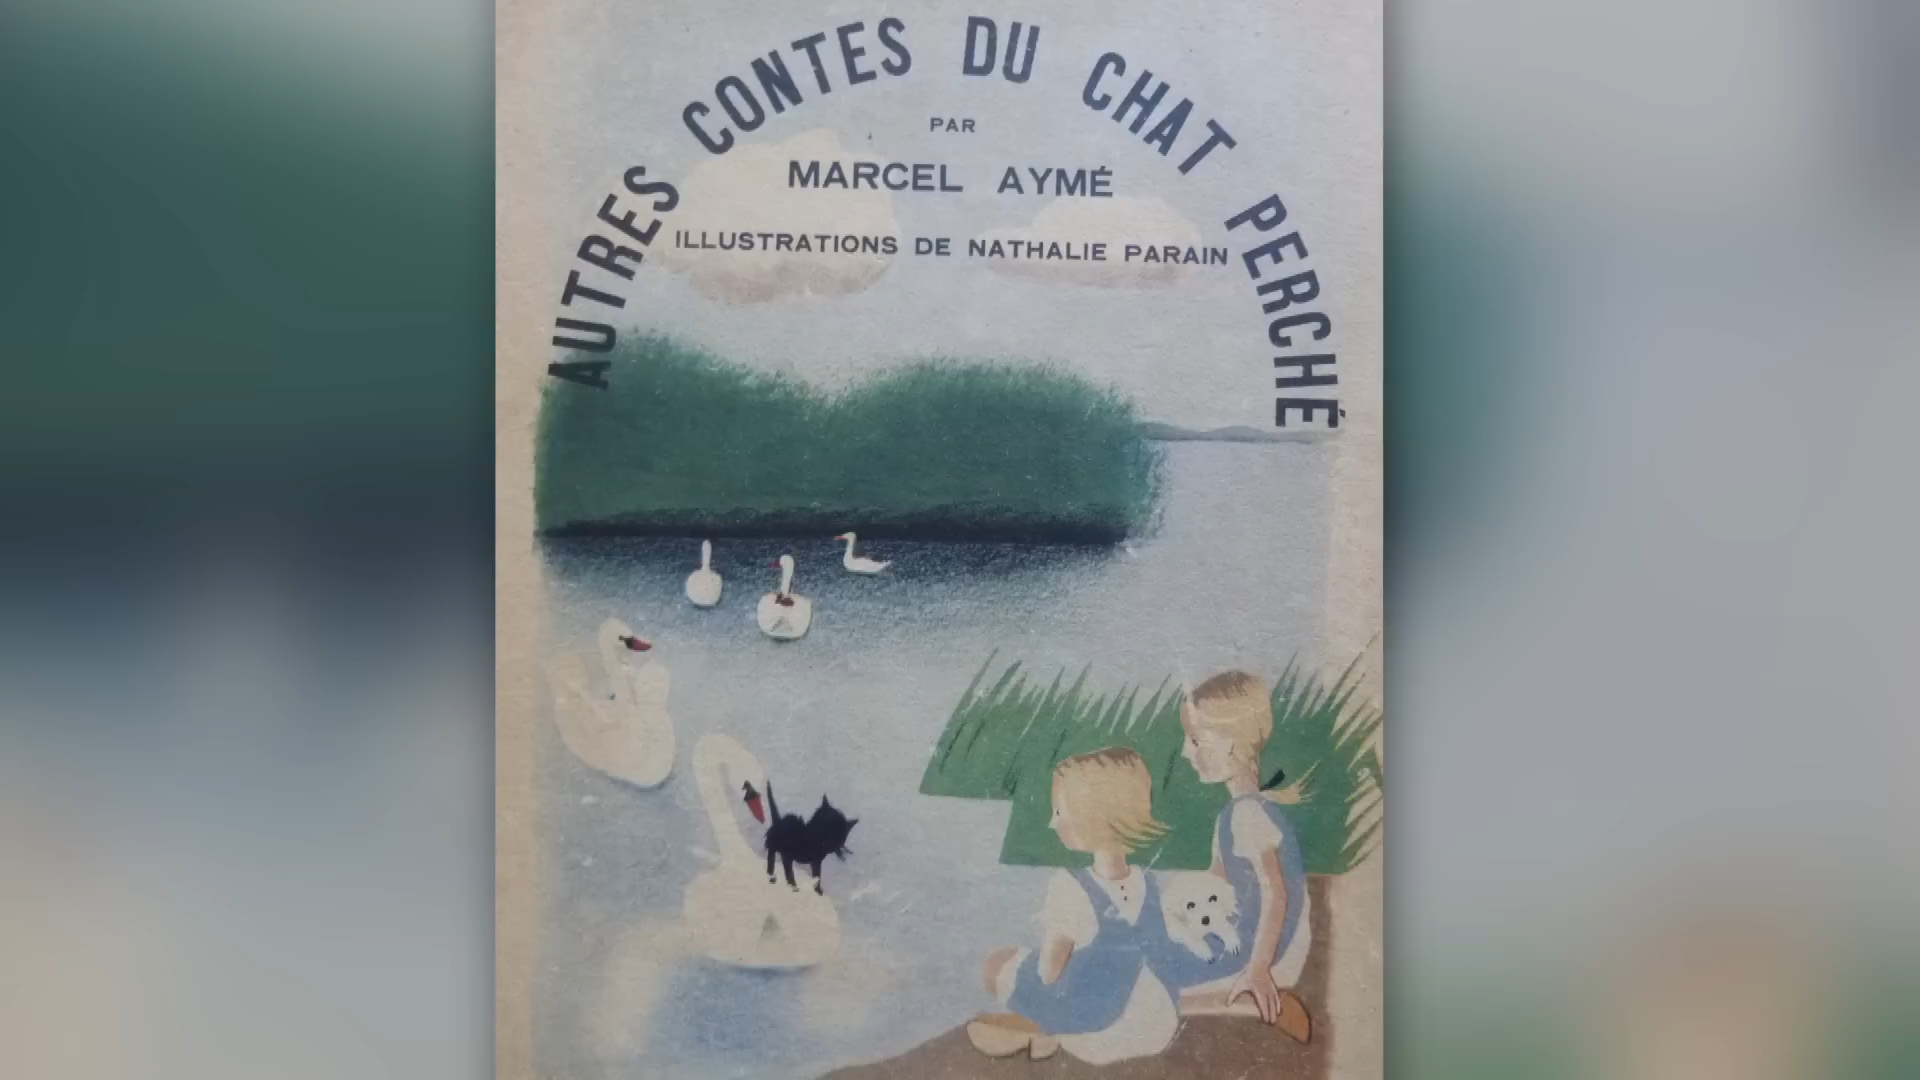 AUTRES CONTES DU CHAT PERCHÉ
PAR
MARCEL AYMÉ
ILLUSTRATIONS DE NATHALIE PARAIN